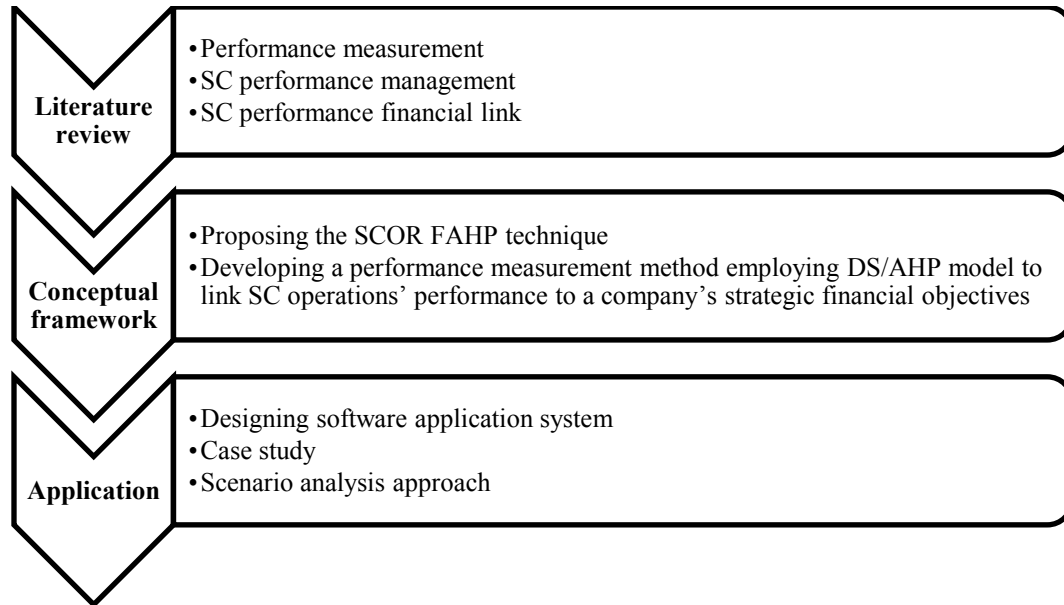 Literature
review
•Performance measurement
•SC performance management
•SC performance financial link
Conceptual
framework
•Proposing the SCOR FAHP technique
•Developing a performance measurement method employing DS/AHP model to
link SC operations’ performance to a company’s strategic financial objectives
Application
•Designing software application system
•Case study
•Scenario analysis approach